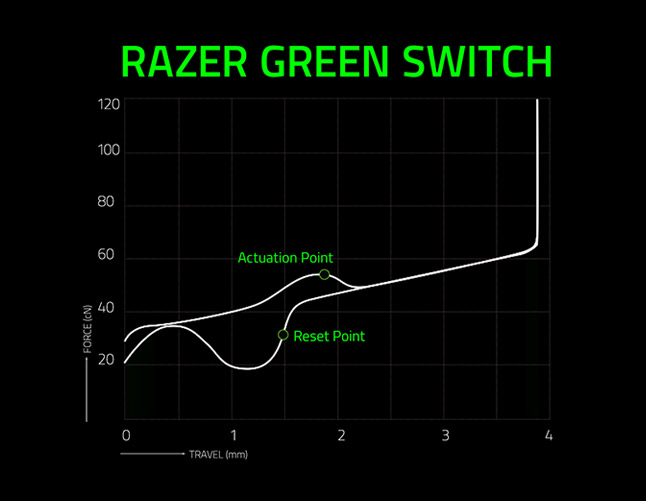 RAZER GREEN SWITCH
120
100
80
60
40
20
Actuation Point
Reset Point
FORCE (cN)
0 1 2 3 4
TRAVEL (mm)